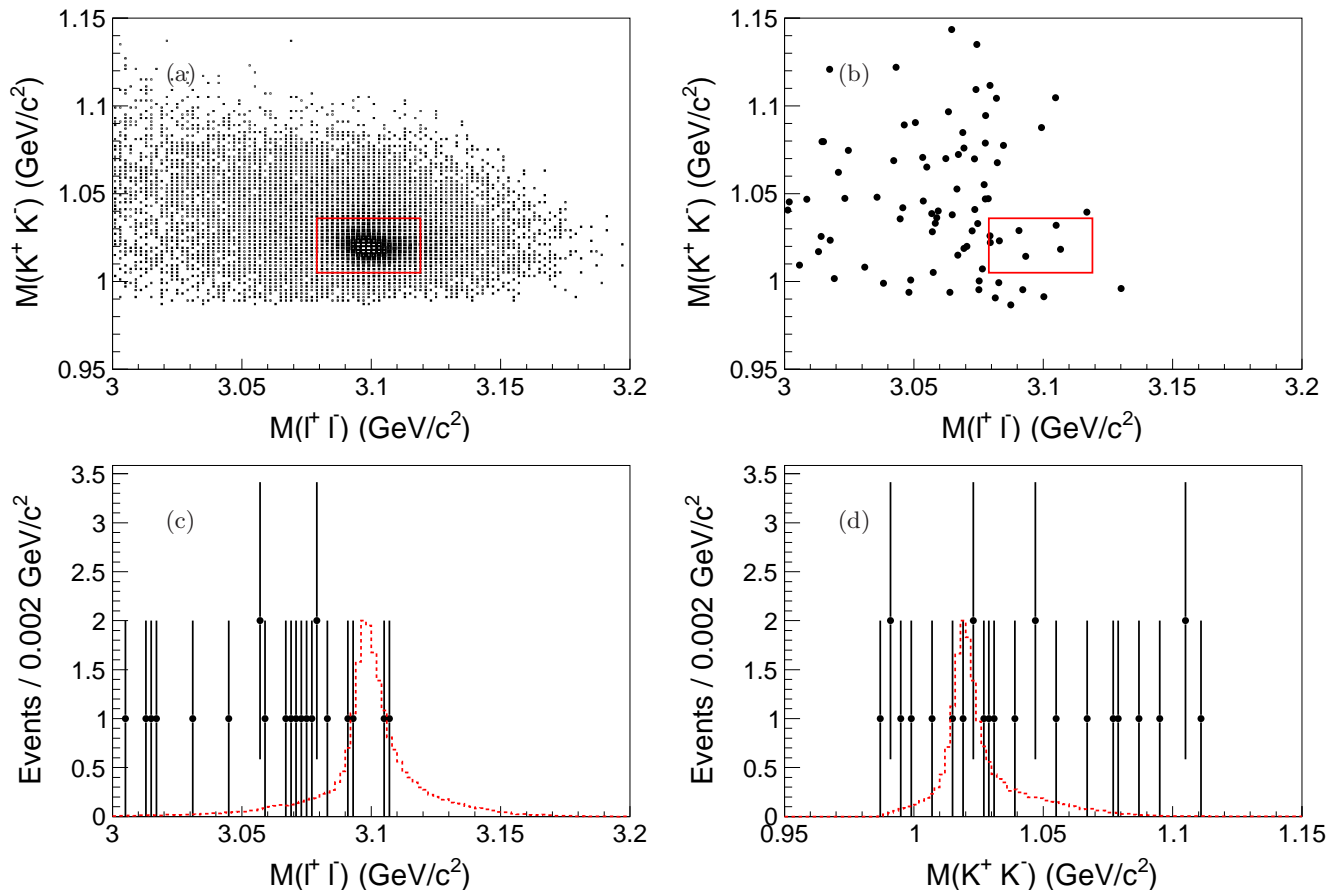 1.15
1.1
1.05
1
0.95
M(K+ K-) (GeV/c2)
(a)
3 3.05 3.1 3.15 3.2
M(l+ l-) (GeV/c2)
1.15
1.1
1.05
1
0.95
M(K+ K-) (GeV/c2)
(b)
3 3.05 3.1 3.15 3.2
M(l+ l-) (GeV/c2)
3.5
3
2.5
2
1.5
1
0.5
0
Events / 0.002 GeV/c2
(c)
3 3.05 3.1 3.15 3.2
M(l+ l-) (GeV/c2)
3.5
3
2.5
2
1.5
1
0.5
0
Events / 0.002 GeV/c2
(d)
0.95 1 1.05 1.1 1.15
M(K+ K-) (GeV/c2)